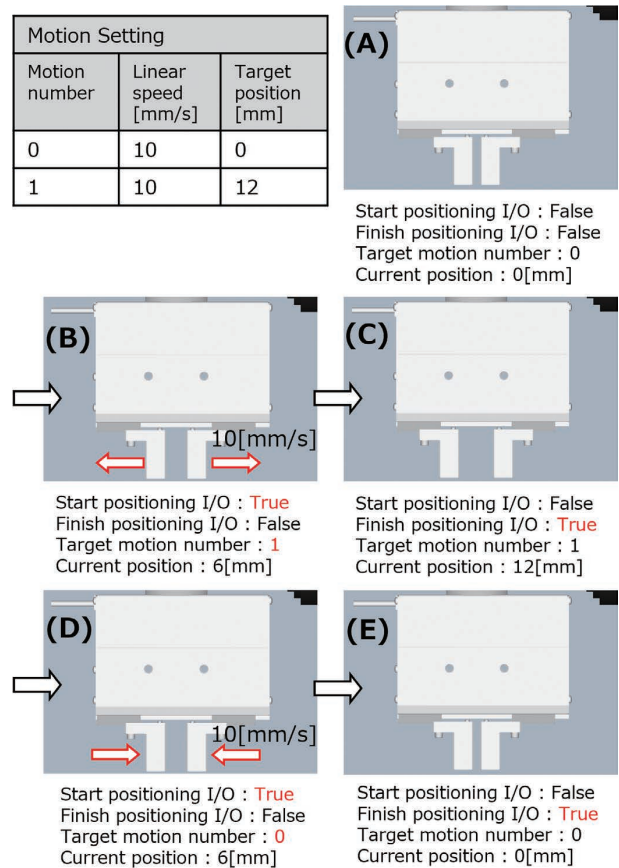 Motion Setting
Motion number
Linear speed [mm/s]
Target position [mm]
0 10 0
1 10 12
(A)
Start positioning I/O : False
Finish positioning I/O : False
Target motion number : 0
Current position : 0[mm]
(B)
10[mm/s]
Start positioning I/O : True
Finish positioning I/O : False
Target motion number : 1
Current position : 6[mm]
(C)
Start positioning I/O : False
Finish positioning I/O : True
Target motion number : 1
Current position : 12[mm]
(D)
10[mm/s]
Start positioning I/O : True
Finish positioning I/O : False
Target motion number : 0
Current position : 6[mm]
(E)
Start positioning I/O : False
Finish positioning I/O : True
Target motion number : 0
Current position : 0[mm]